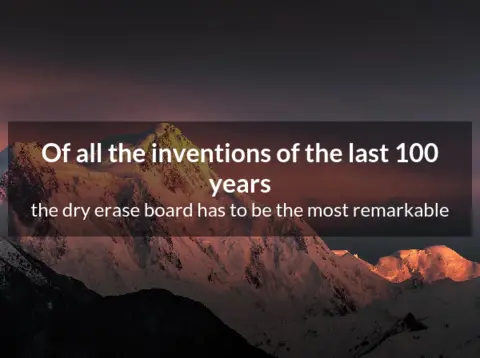 Of all the inventions of the last 100
years
the dry erase board has to be the most remarkable